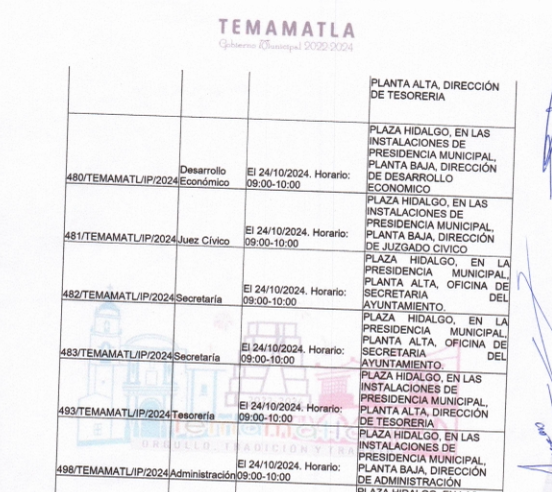 TEMAMATLA
Gobierno Municipal 2022-2024
PLANTA ALTA, DIRECCIÓN
DE TESORERIA
480/TEMAMATL/IP/2024
Desarrollo
Económico
El 24/10/2024. Horario:
09:00-10:00
PLAZA HIDALGO, EN LAS
INSTALACIONES DE
PRESIDENCIA MUNICIPAL,
PLANTA BAJA, DIRECCIÓN
DE DESARROLLO
ECONOMICO
481/TEMAMATL/IP/2024
Juez Cívico
El 24/10/2024. Horario:
09:00-10:00
PLAZA HIDALGO, EN LAS
INSTALACIONES DE
PRESIDENCIA MUNICIPAL,
PLANTA BAJA, DIRECCIÓN
DE JUZGADO CIVICO
482/TEMAMATL/IP/2024
Secretaría
El 24/10/2024. Horario:
09:00-10:00
PLAZA HIDALGO, EN LA
PRESIDENCIA MUNICIPAL,
PLANTA ALTA, OFICINA DE
SECRETARIA DEL
AYUNTAMIENTO.
483/TEMAMATL/IP/2024
Secretaría
El 24/10/2024. Horario:
09:00-10:00
PLAZA HIDALGO, EN LA
PRESIDENCIA MUNICIPAL,
PLANTA ALTA, OFICINA DE
SECRETARIA DEL
AYUNTAMIENTO.
493/TEMAMATL/IP/2024
Tesorería
El 24/10/2024. Horario:
09:00-10:00
PLAZA HIDALGO, EN LAS
INSTALACIONES DE
PRESIDENCIA MUNICIPAL,
PLANTA ALTA, DIRECCIÓN
DE TESORERIA
ORGULLO, TRADICIÓN Y
498/TEMAMATL/IP/2024
Administración
El 24/10/2024. Horario:
09:00-10:00
PLAZA HIDALGO, EN LAS
INSTALACIONES DE
PRESIDENCIA MUNICIPAL,
PLANTA BAJA, DIRECCIÓN
DE ADMINISTRACIÓN
PLAZA HIDALGO, EN LAS